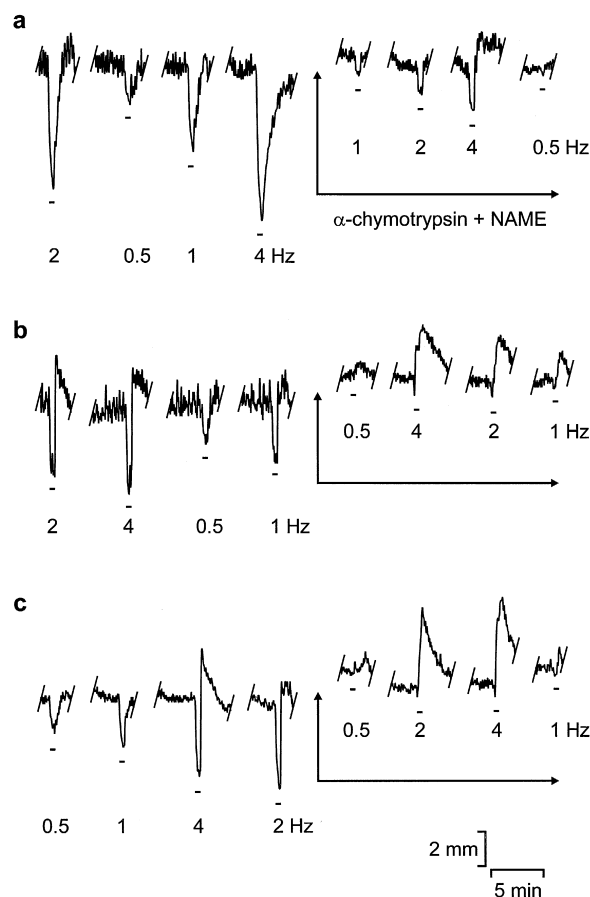 a
1 2 4 0.5 Hz
α-chymotrypsin + NAME
2 0.5 1 4 Hz
b
0.5 4 2 1 Hz
2 4 0.5 1 Hz
c
0.5 2 4 1 Hz
0.5 1 4 2 Hz
2 mm
5 min